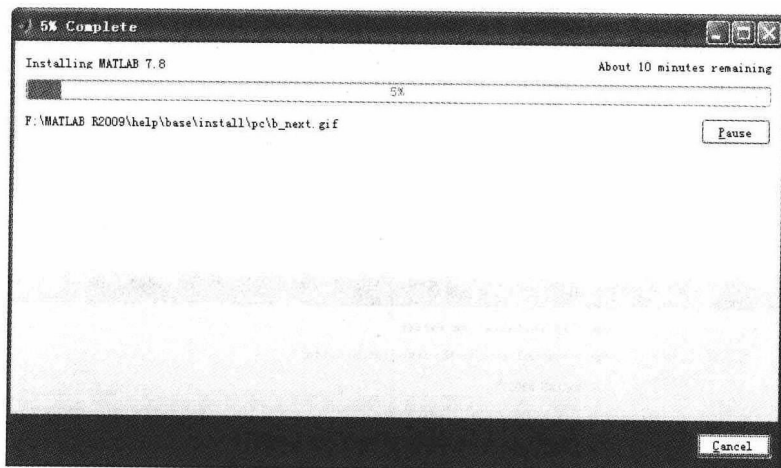 5% Complete
Installing MATLAB 7.8
About 10 minutes remaining
5%
F:\MATLAB R2009\help\base\install\pc\b_next.gif
Pause
Cancel